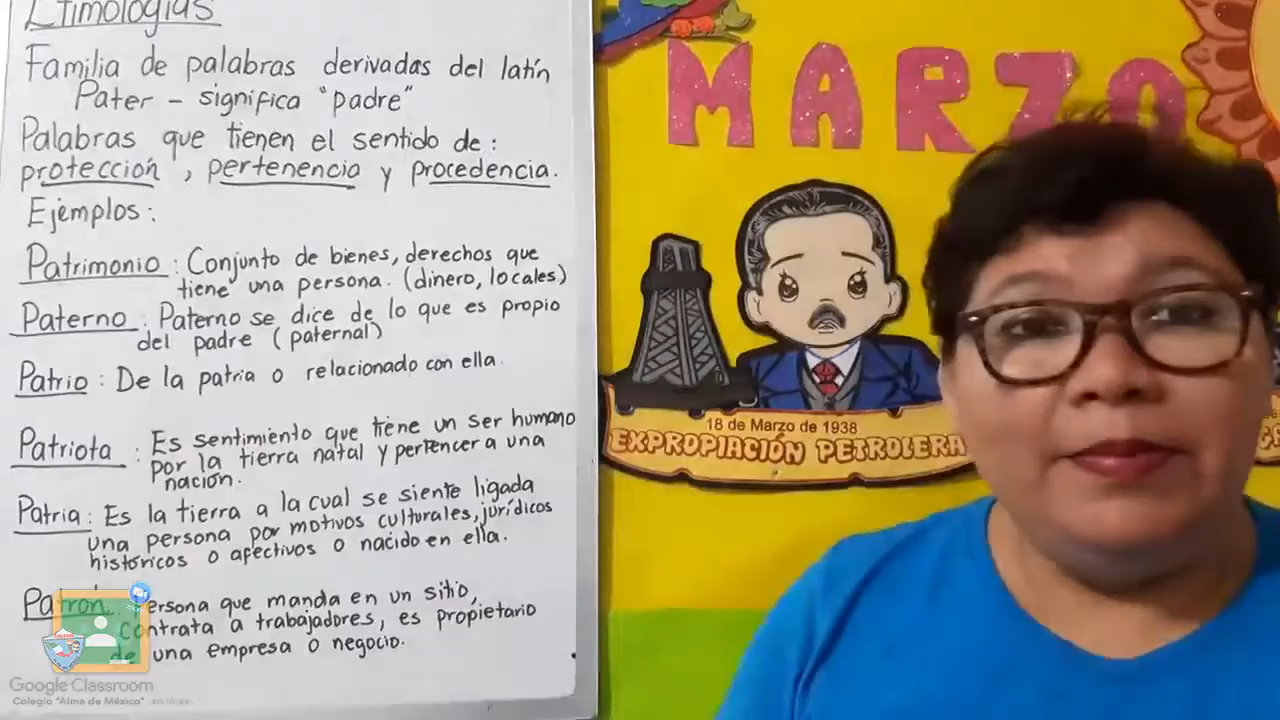 Etimologías
Familia de palabras derivadas del latín
Pater – significa "padre"
Palabras que tienen el sentido de:
protección, pertenencia y procedencia.
Ejemplos:
Patrimonio: Conjunto de bienes, derechos que
tiene una persona. (dinero, locales)
Paterno: Paterno se dice de lo que es propio
del padre (paternal)
Patrio: De la patria o relacionado con ella.
Patriota: Es sentimiento que tiene un ser humano
por la tierra natal y pertencer a una
nación.
Patria: Es la tierra a la cual se siente ligada
una persona por motivos culturales, jurídicos
históricos o afectivos o nacido en ella.
Patrón: Persona que manda en un sitio,
contrata a trabajadores, es propietario
de una empresa o negocio.
Google Classroom
Colegio "Alma de México"
MARZO
18 de Marzo de 1938
EXPROPIACIÓN PETROLERA